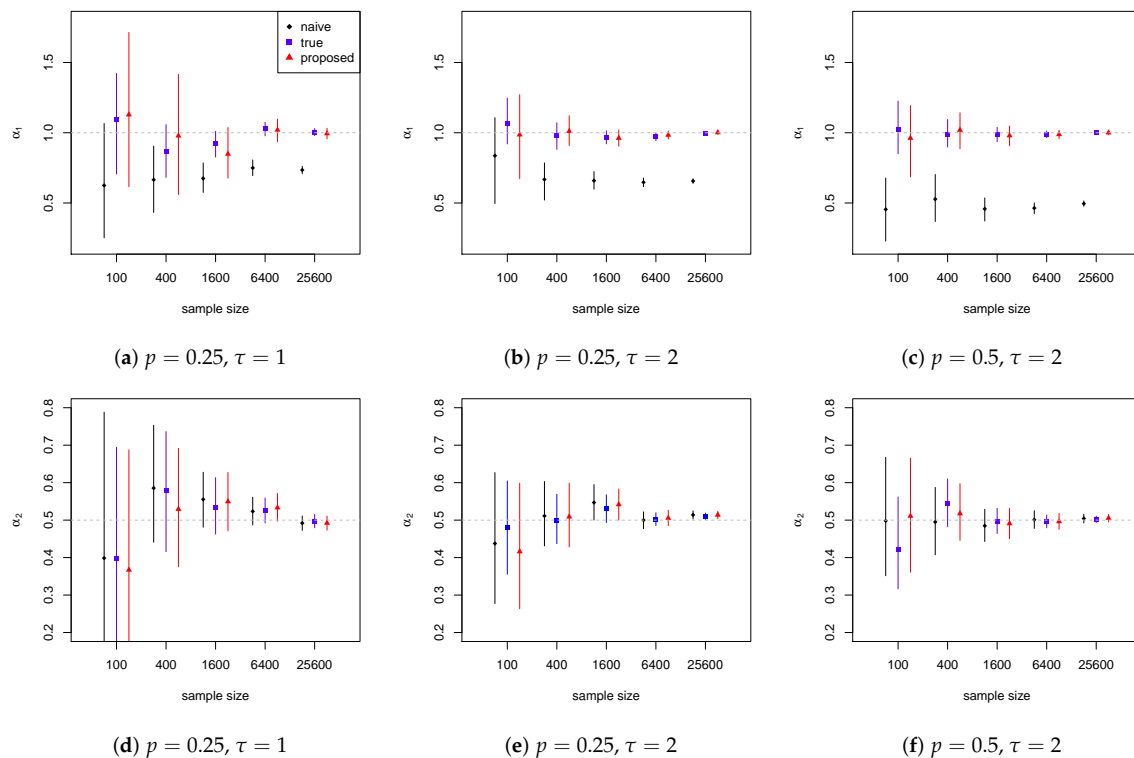 naive
true
proposed
α1
1.5
1.0
0.5
100 400 1600 6400 25600
sample size
(a) p = 0.25, τ = 1
α1
1.5
1.0
0.5
100 400 1600 6400 25600
sample size
(b) p = 0.25, τ = 2
α1
1.5
1.0
0.5
100 400 1600 6400 25600
sample size
(c) p = 0.5, τ = 2
α2
0.8
0.7
0.6
0.5
0.4
0.3
0.2
100 400 1600 6400 25600
sample size
(d) p = 0.25, τ = 1
α2
0.8
0.7
0.6
0.5
0.4
0.3
0.2
100 400 1600 6400 25600
sample size
(e) p = 0.25, τ = 2
α2
0.8
0.7
0.6
0.5
0.4
0.3
0.2
100 400 1600 6400 25600
sample size
(f) p = 0.5, τ = 2